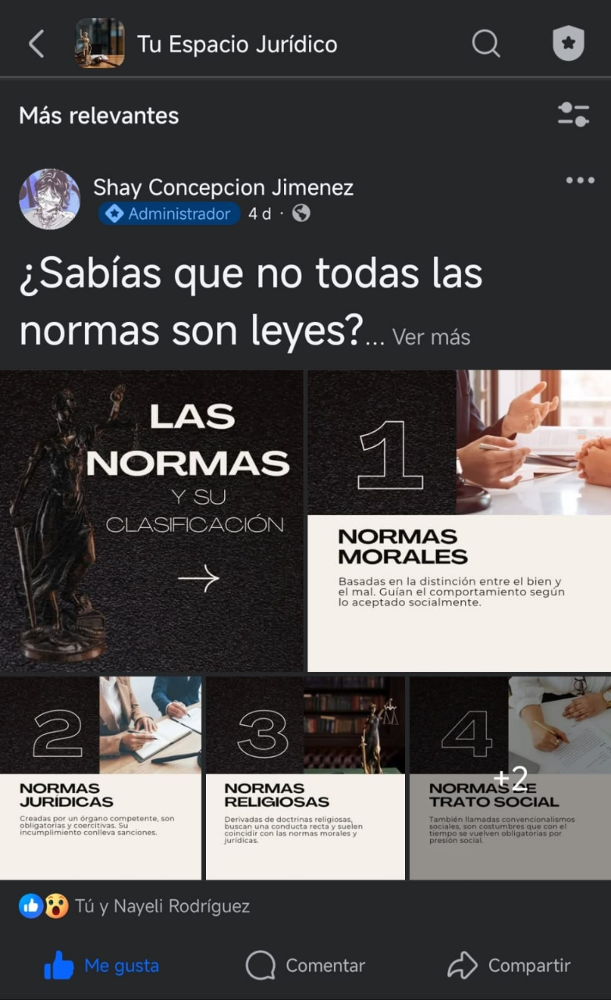 Tu Espacio Jurídico
Más relevantes
Shay Concepcion Jimenez
Administrador 4 d ·
¿Sabías que no todas las
normas son leyes?... Ver más
LAS
NORMAS
Y SU
CLASIFICACIÓN
1
NORMAS
MORALES
Basadas en la distinción entre el bien y
el mal. Guían el comportamiento según
lo aceptado socialmente.
2
NORMAS
JURÍDICAS
Creadas por un órgano competente, son
obligatorias y coercitivas. Su
incumplimiento conlleva sanciones.
3
NORMAS
RELIGIOSAS
Derivadas de doctrinas religiosas,
buscan una conducta recta y suelen
coincidir con las normas morales y
jurídicas.
4
+2
NORMAS DE
TRATO SOCIAL
También llamadas convencionalismos
sociales, son costumbres que con el
tiempo se vuelven obligatorias por
presión social.
Tú y Nayeli Rodríguez
Me gusta
Comentar
Compartir